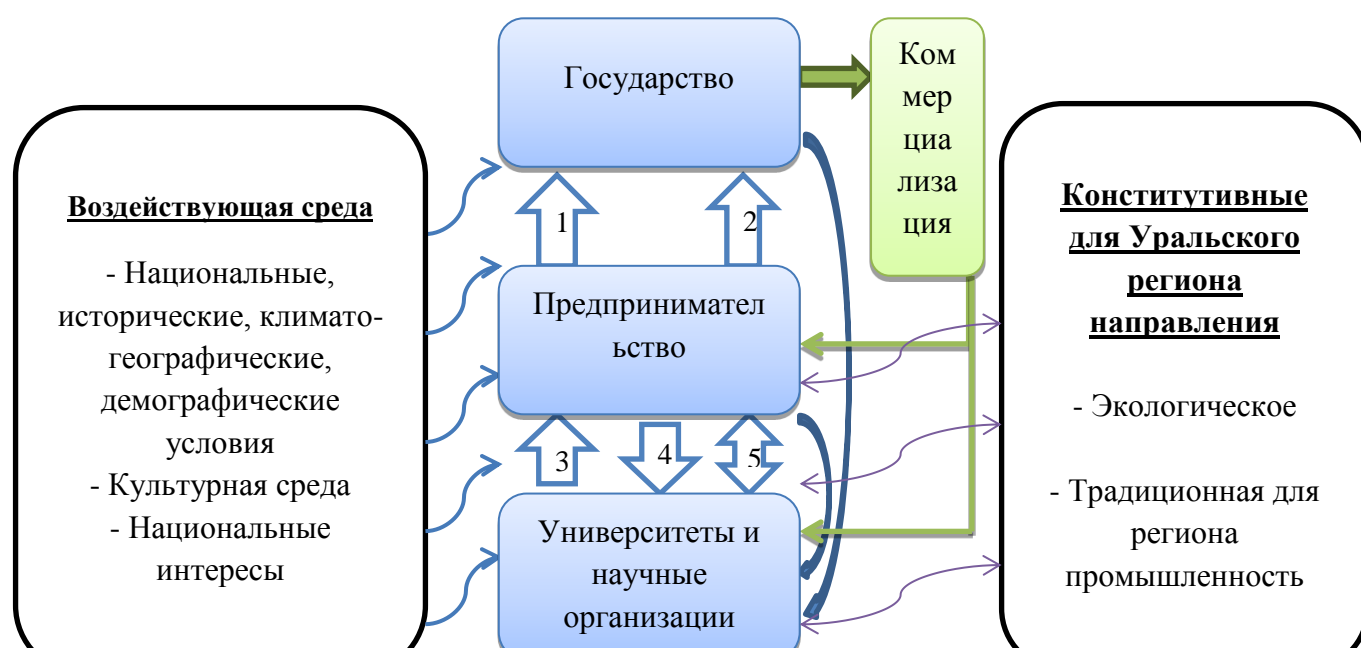 Государство
Ком
мер
циа
лиза
ция
Воздействующая среда
- Национальные,
исторические, климато-
географические,
демографические
условия
- Культурная среда
- Национальные
интересы
1
2
Предпринимател
ьство
3
4
5
Университеты и
научные
организации
Конститутивные
для Уральского
региона
направления
- Экологическое
- Традиционная для
региона
промышленность